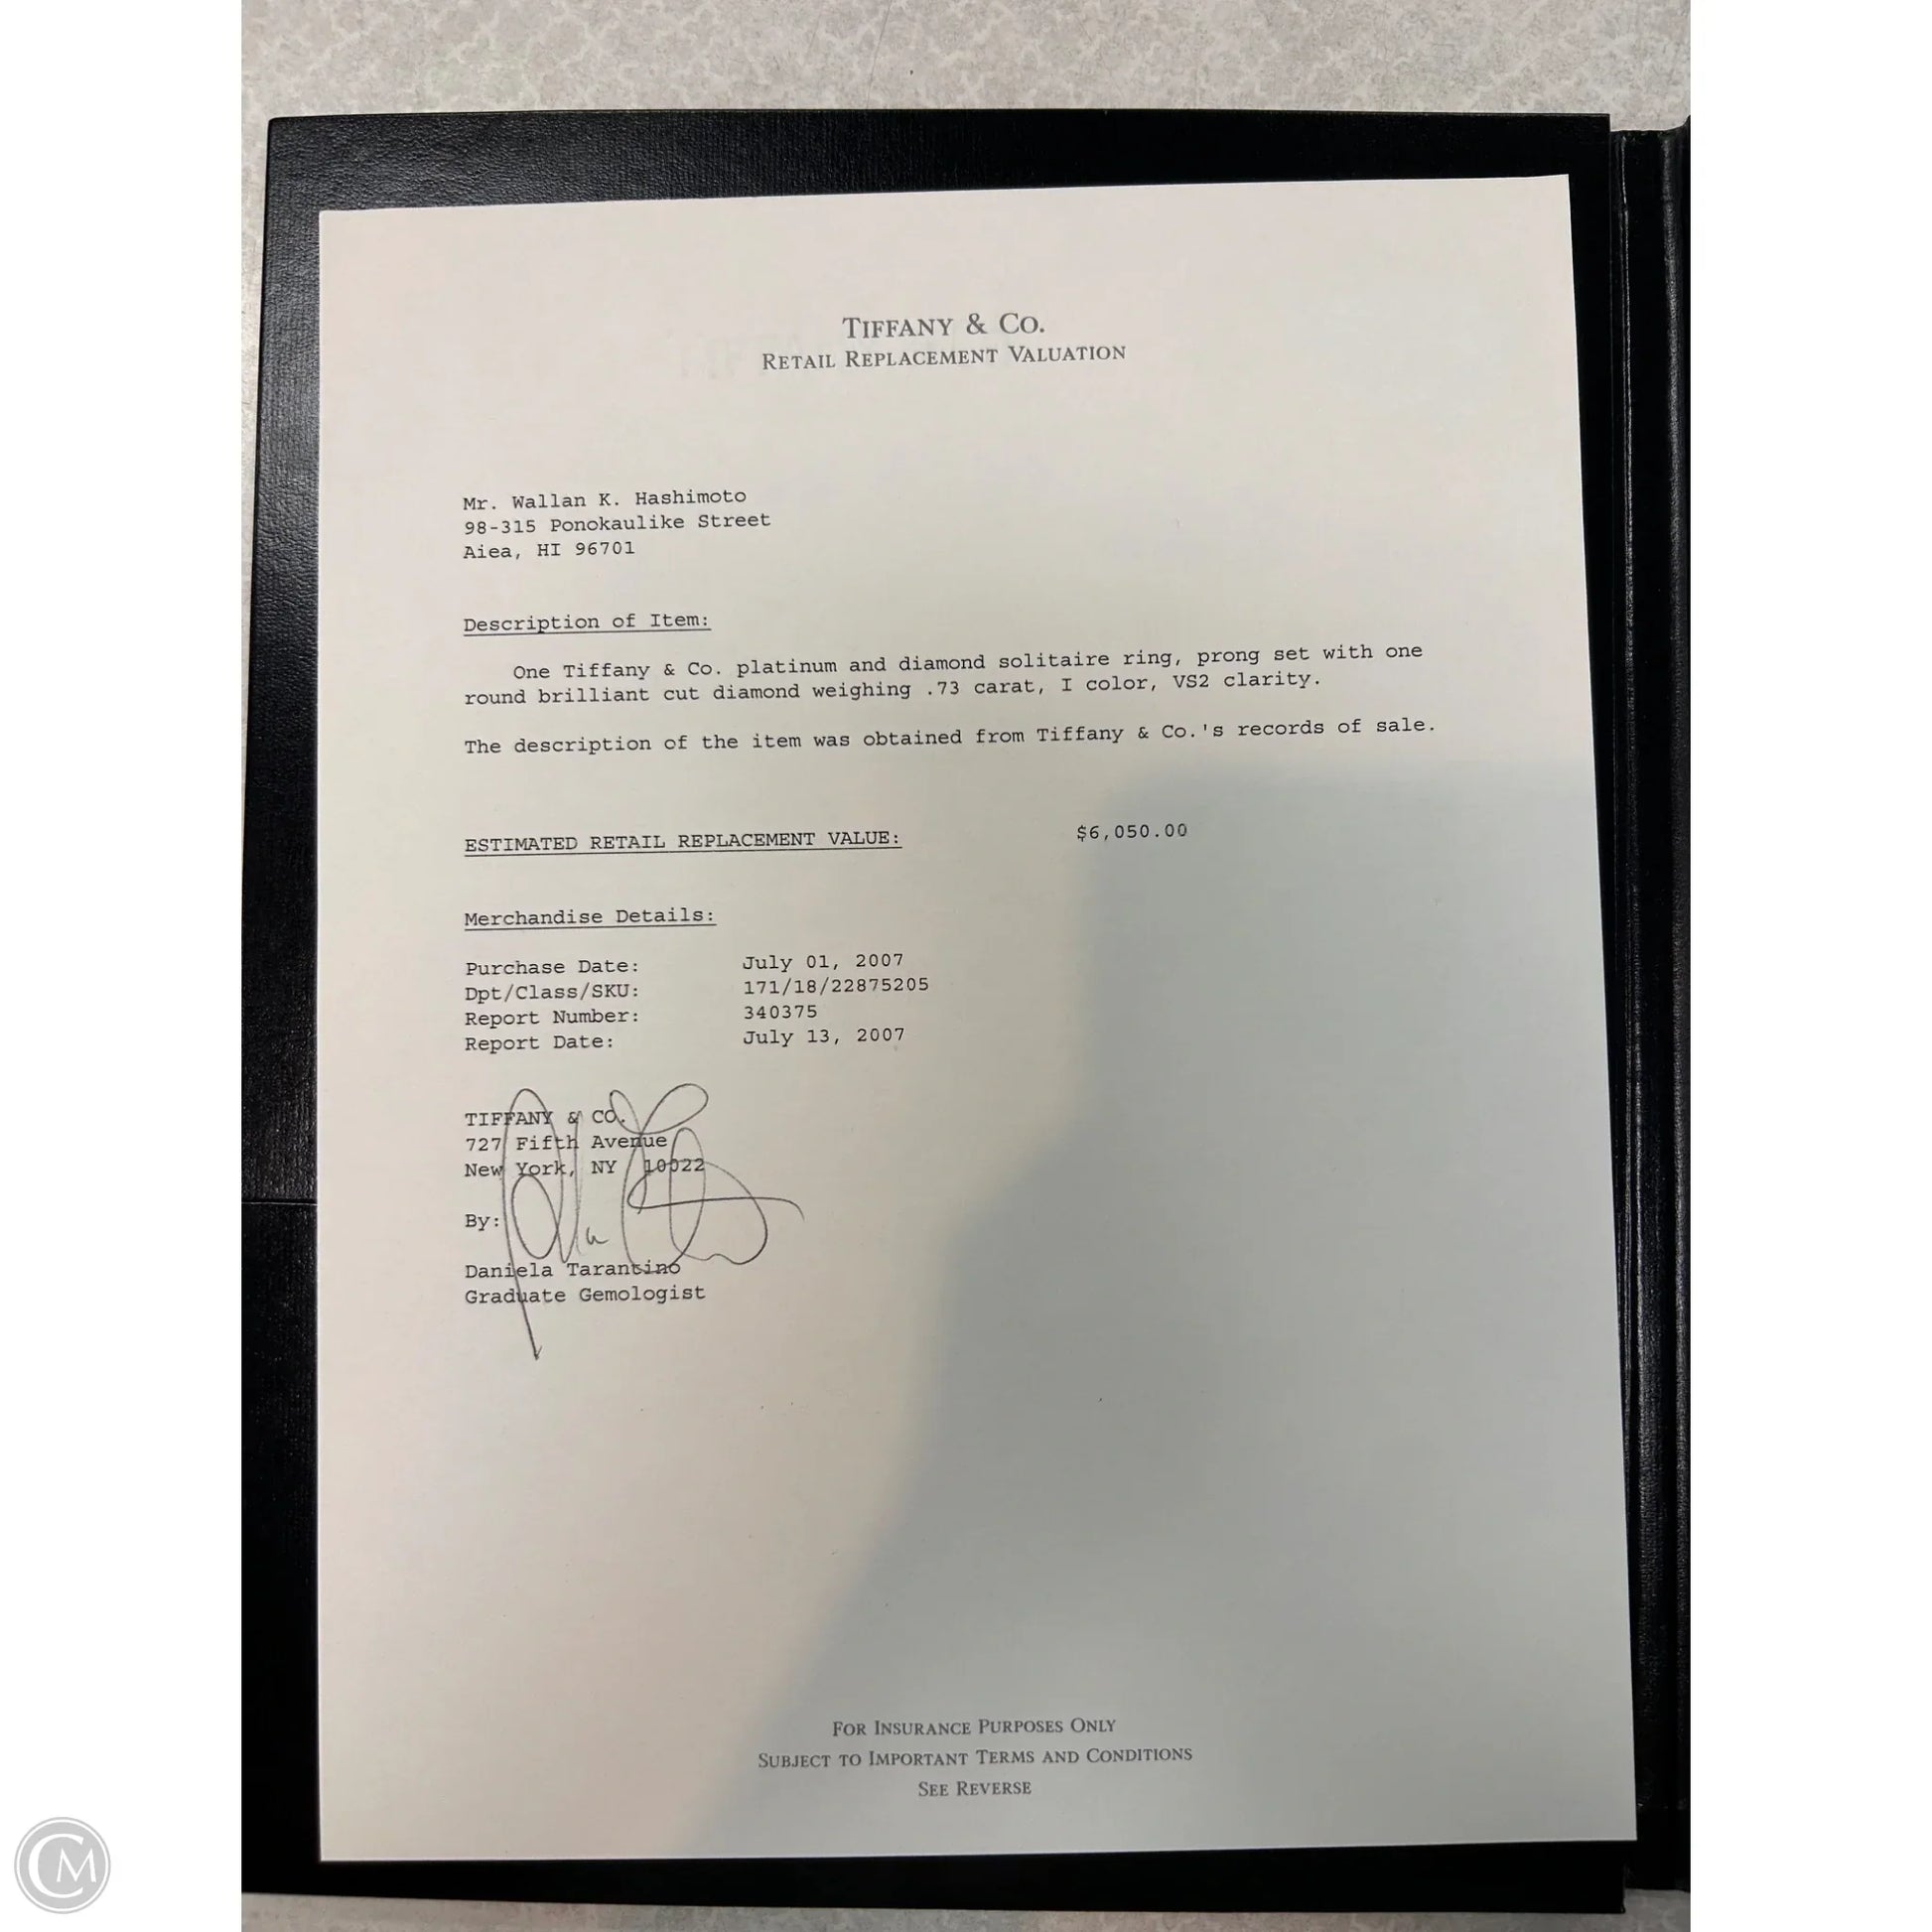 TIFFANY & CO.
RETAIL REPLACEMENT VALUATION
Mr. Wallan K. Hashimoto
98-315 Ponokaulike Street
Aiea, HI 96701
Description of Item:
One Tiffany & Co. platinum and diamond solitaire ring, prong set with one
round brilliant cut diamond weighing .73 carat, I color, VS2 clarity.
The description of the item was obtained from Tiffany & Co.'s records of sale.
ESTIMATED RETAIL REPLACEMENT VALUE: $6,050.00
Merchandise Details:
Purchase Date: July 01, 2007
Dpt/Class/SKU: 171/18/22875205
Report Number: 340375
Report Date: July 13, 2007
TIFFANY & CO.
727 Fifth Avenue
New York, NY 10022
By:
Daniela Tarantino
Graduate Gemologist
FOR INSURANCE PURPOSES ONLY
SUBJECT TO IMPORTANT TERMS AND CONDITIONS
SEE REVERSE
CM